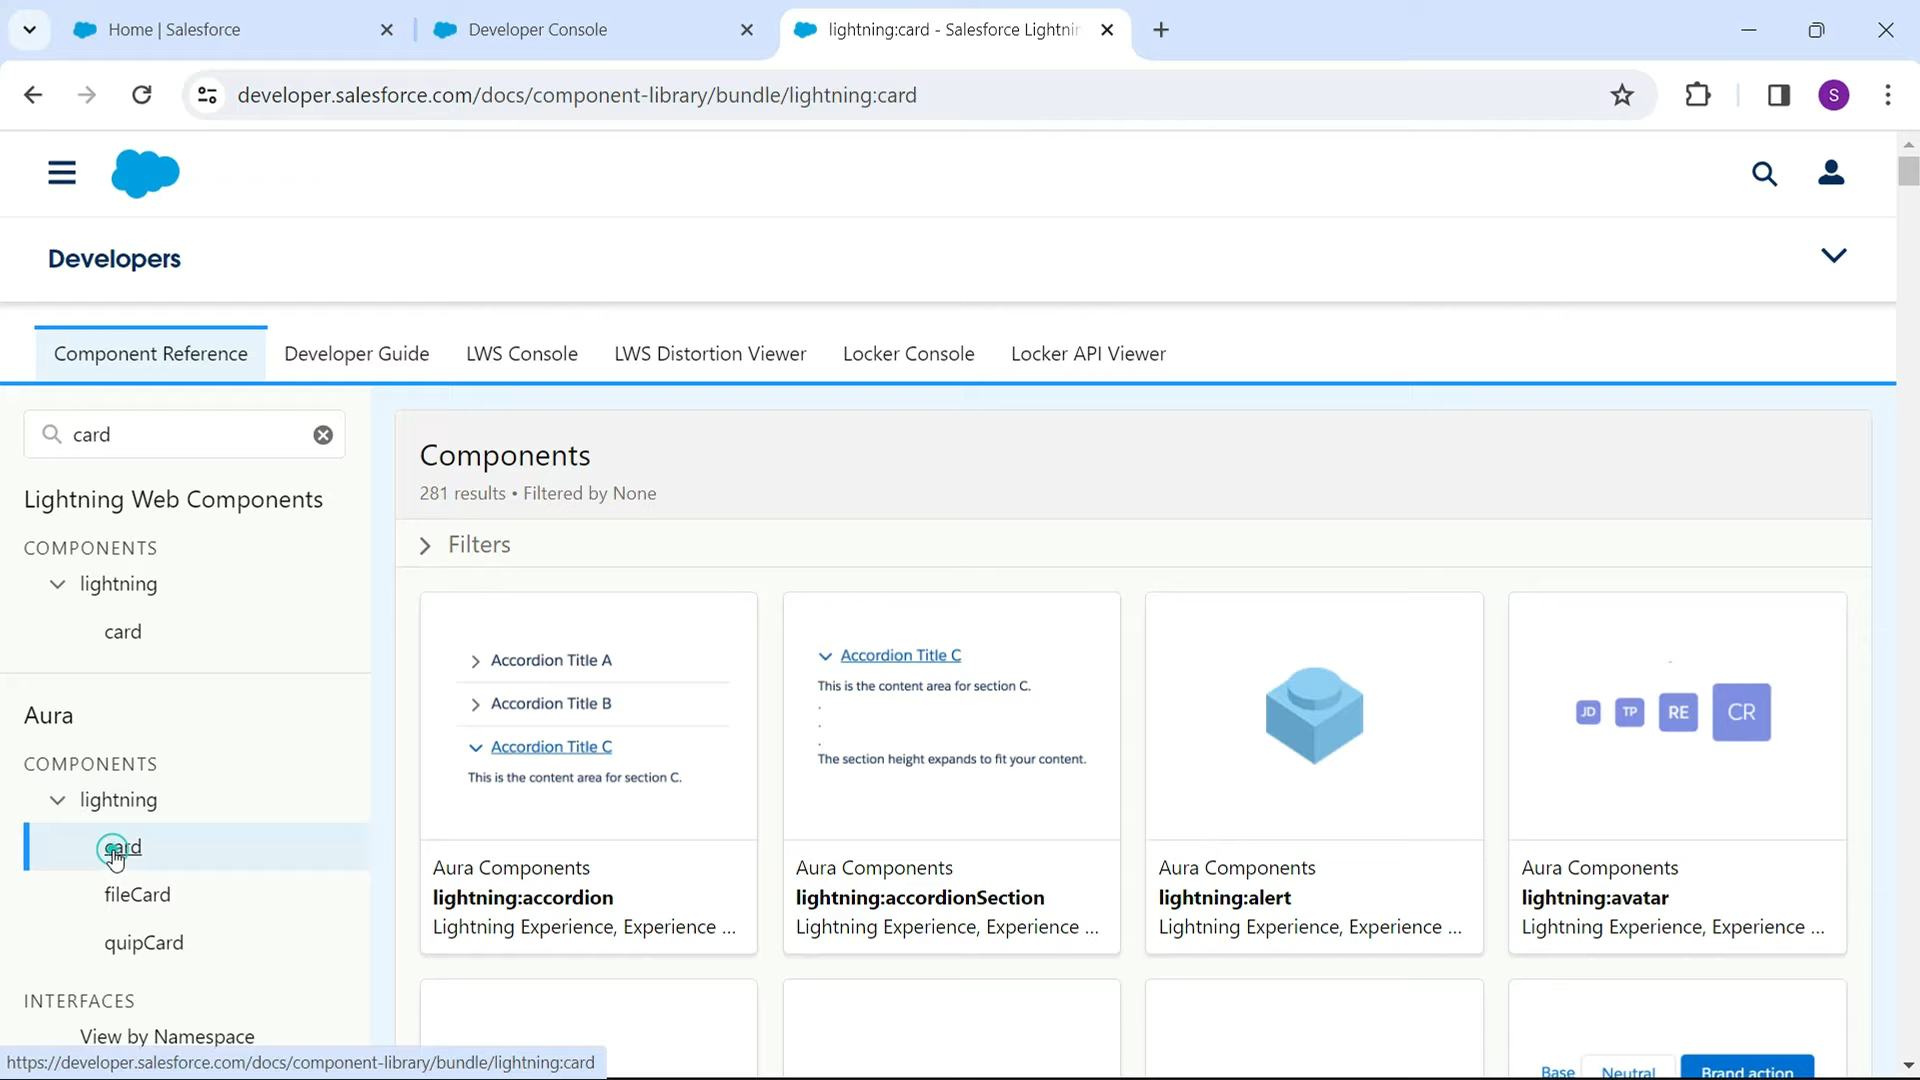 Home | Salesforce
Developer Console
lightning:card - Salesforce Lightnin
developer.salesforce.com/docs/component-library/bundle/lightning:card
S
Developers
Component Reference
Developer Guide
LWS Console
LWS Distortion Viewer
Locker Console
Locker API Viewer
card
Lightning Web Components
COMPONENTS
lightning
card
Aura
COMPONENTS
lightning
card
fileCard
quipCard
INTERFACES
View by Namespace
https://developer.salesforce.com/docs/component-library/bundle/lightning:card
Components
281 results • Filtered by None
Filters
Accordion Title A
Accordion Title B
Accordion Title C
This is the content area for section C.
Aura Components
lightning:accordion
Lightning Experience, Experience ...
Accordion Title C
This is the content area for section C.
.
.
.
The section height expands to fit your content.
Aura Components
lightning:accordionSection
Lightning Experience, Experience ...
Aura Components
lightning:alert
Lightning Experience, Experience ...
JD TP RE CR
Aura Components
lightning:avatar
Lightning Experience, Experience ...
Base Neutral Brand action